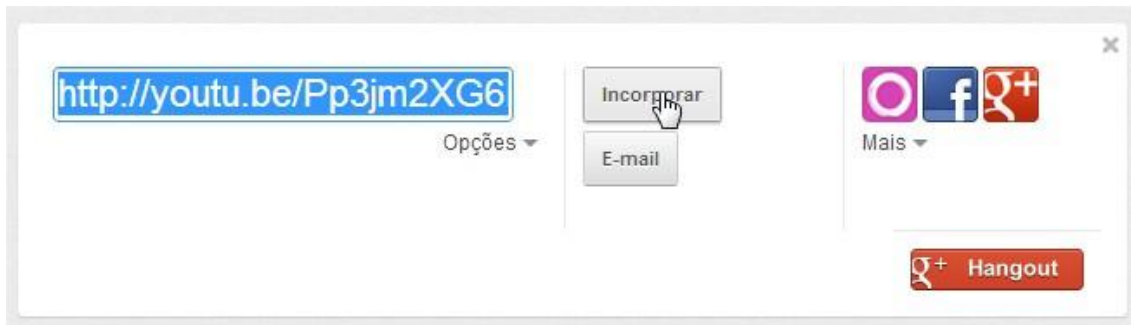 http://youtu.be/Pp3jm2XG6
Opções
Incorporar
E-mail
Mais
g+ Hangout